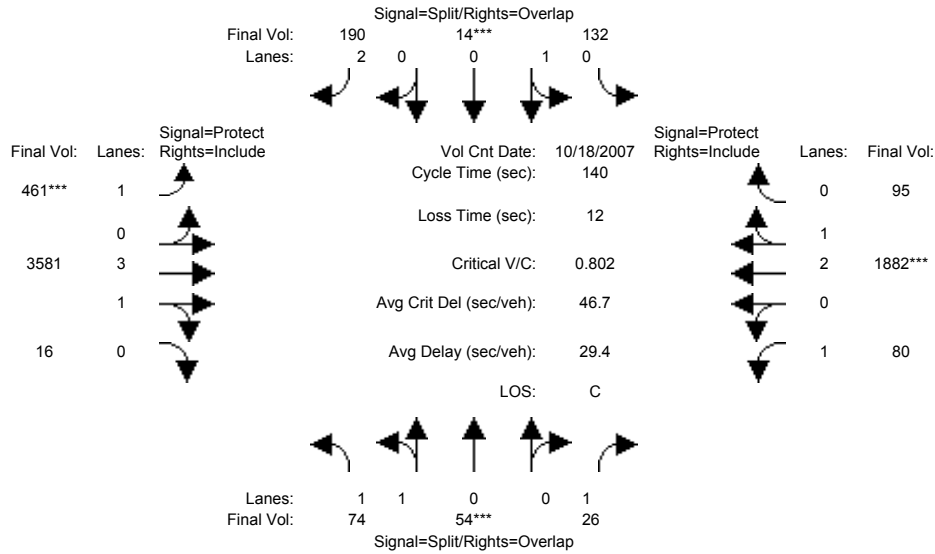 Signal=Split/Rights=Overlap
Final Vol: 190 14*** 132
Lanes: 2 0 0 1 0
Signal=Protect
Final Vol: Lanes: Rights=Include
461*** 1
0
3581 3
1
16 0
Vol Cnt Date: 10/18/2007
Cycle Time (sec): 140
Loss Time (sec): 12
Critical V/C: 0.802
Avg Crit Del (sec/veh): 46.7
Avg Delay (sec/veh): 29.4
LOS: C
Signal=Protect
Rights=Include Lanes: Final Vol:
0 95
1
2 1882***
0
1 80
Lanes: 1 1 0 0 1
Final Vol: 74 54*** 26
Signal=Split/Rights=Overlap